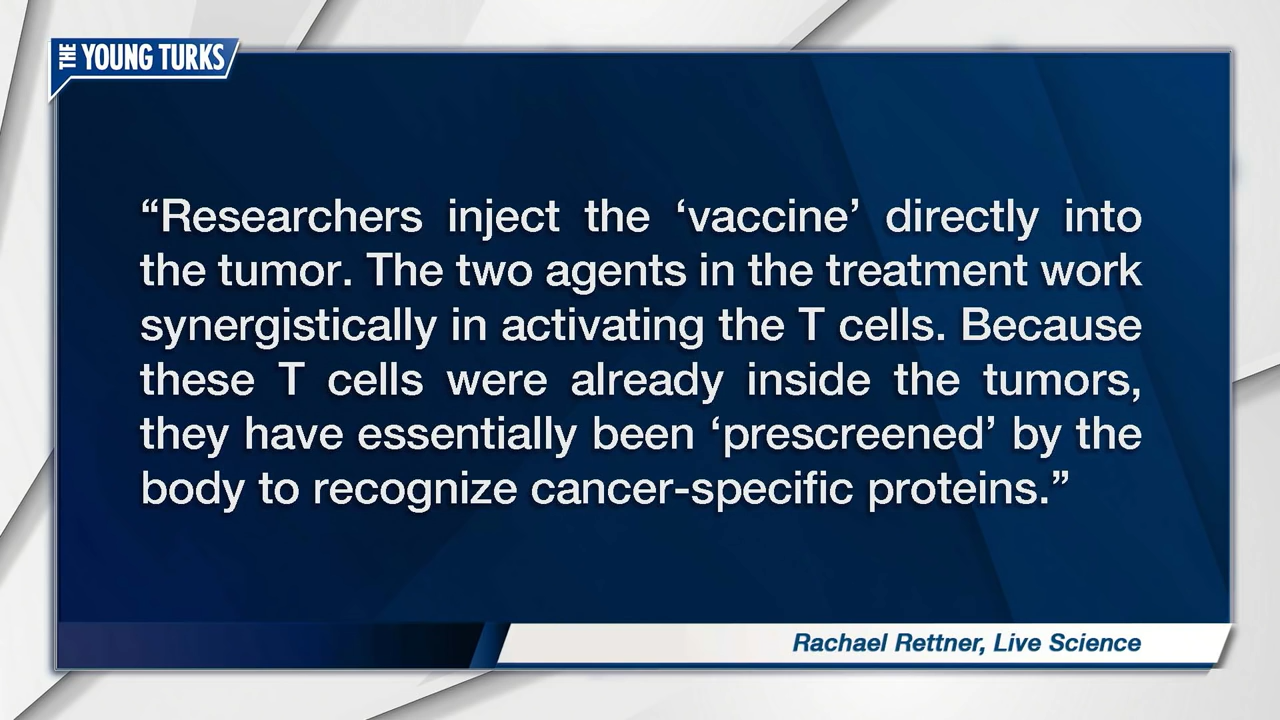 THE YOUNG TURKS
“Researchers inject the ‘vaccine’ directly into
the tumor. The two agents in the treatment work
synergistically in activating the T cells. Because
these T cells were already inside the tumors,
they have essentially been ‘prescreened’ by the
body to recognize cancer-specific proteins.”
Rachael Rettner, Live Science